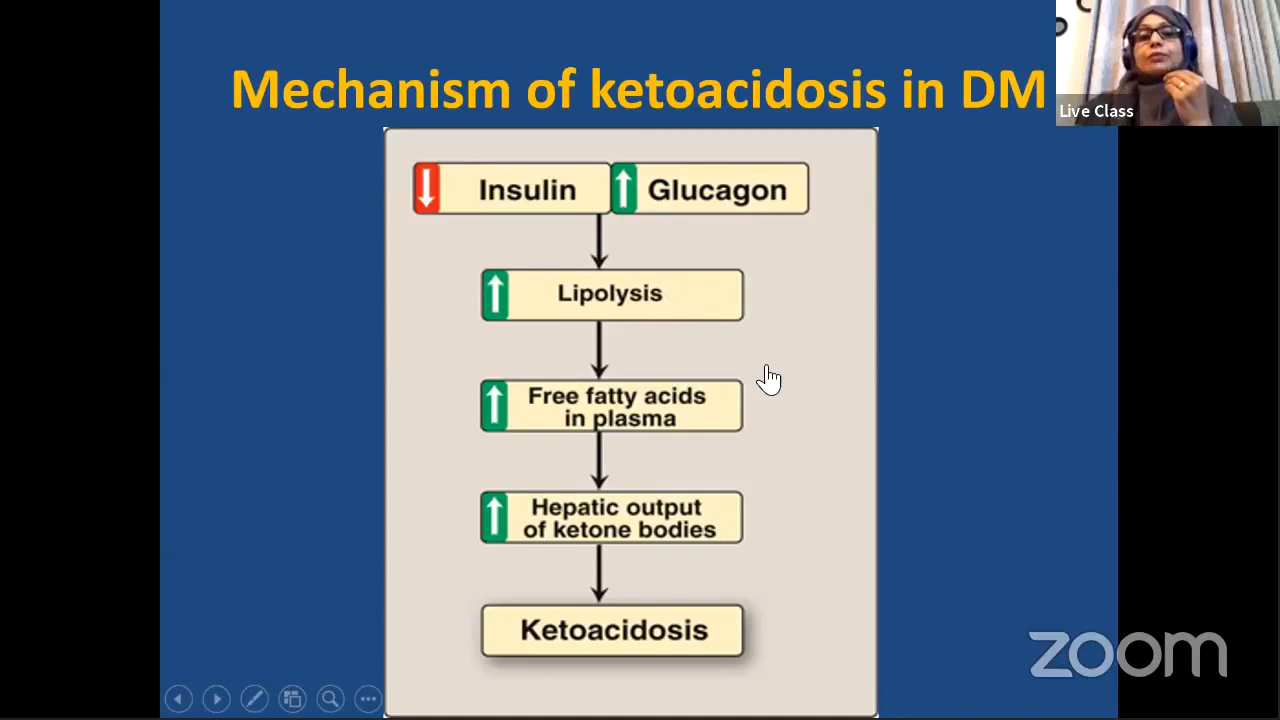 Mechanism of ketoacidosis in DM
Live Class
Insulin
Glucagon
Lipolysis
Free fatty acids
in plasma
Hepatic output
of ketone bodies
Ketoacidosis
zoom